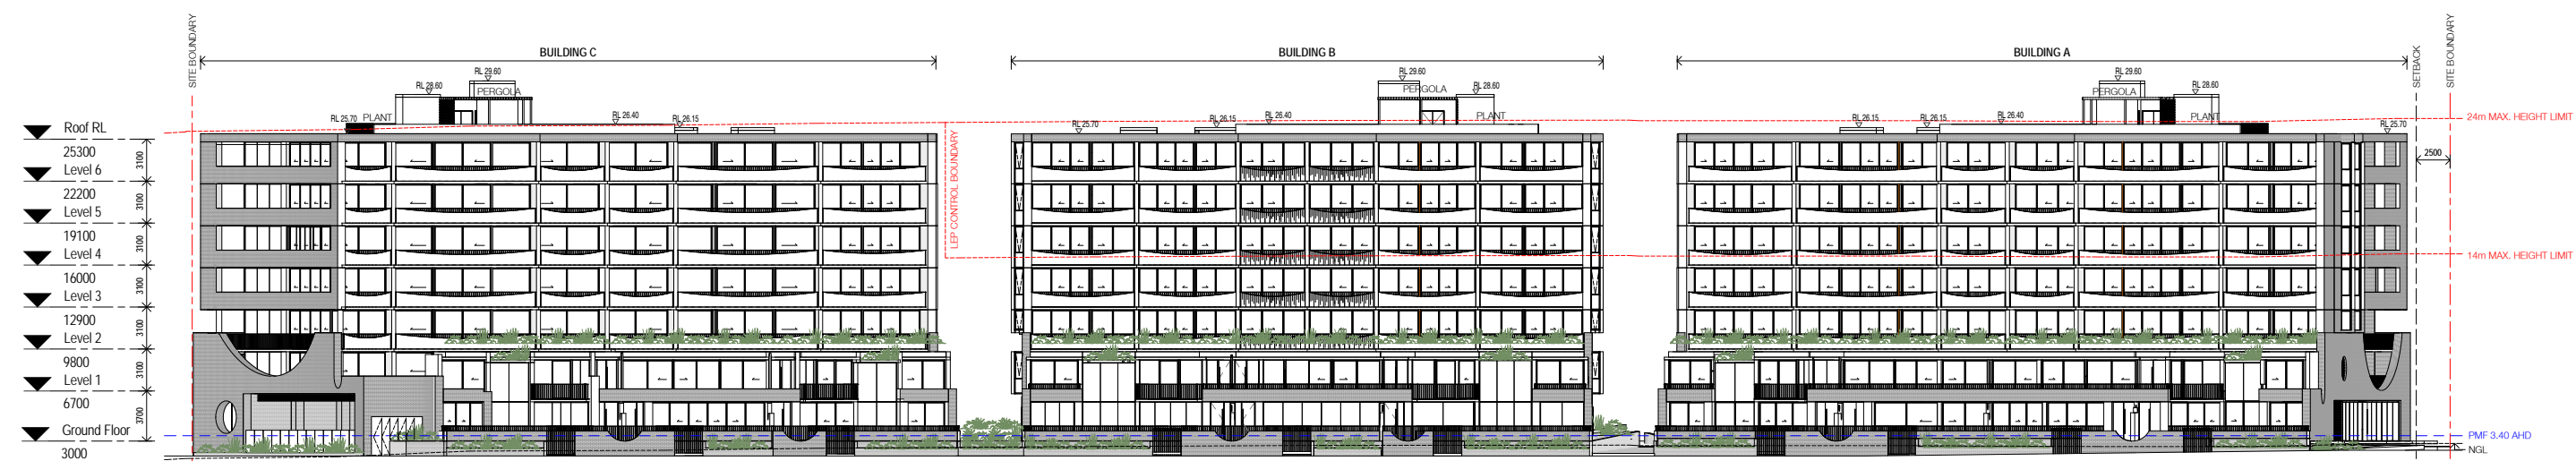 SITE BOUNDARY
BUILDING C
BUILDING B
BUILDING A
SETBACK
SITE BOUNDARY
RL 29.60
RL 28.60
PERGOLA
RL 25.70
PLANT
RL 26.40
RL 26.15
RL 29.60
RL 28.60
PERGOLA
RL 25.70
RL 26.15
RL 26.40
PLANT
RL 29.60
RL 28.60
PERGOLA
RL 26.15
RL 26.15
RL 26.40
PLANT
RL 25.70
24m MAX. HEIGHT LIMIT
LEP CONTROL BOUNDARY
2500
14m MAX. HEIGHT LIMIT
Roof RL
25300
3100
Level 6
22200
3100
Level 5
19100
3100
Level 4
16000
3100
Level 3
12900
3100
Level 2
9800
3100
Level 1
6700
3700
Ground Floor
3000
PMF 3.40 AHD
NGL